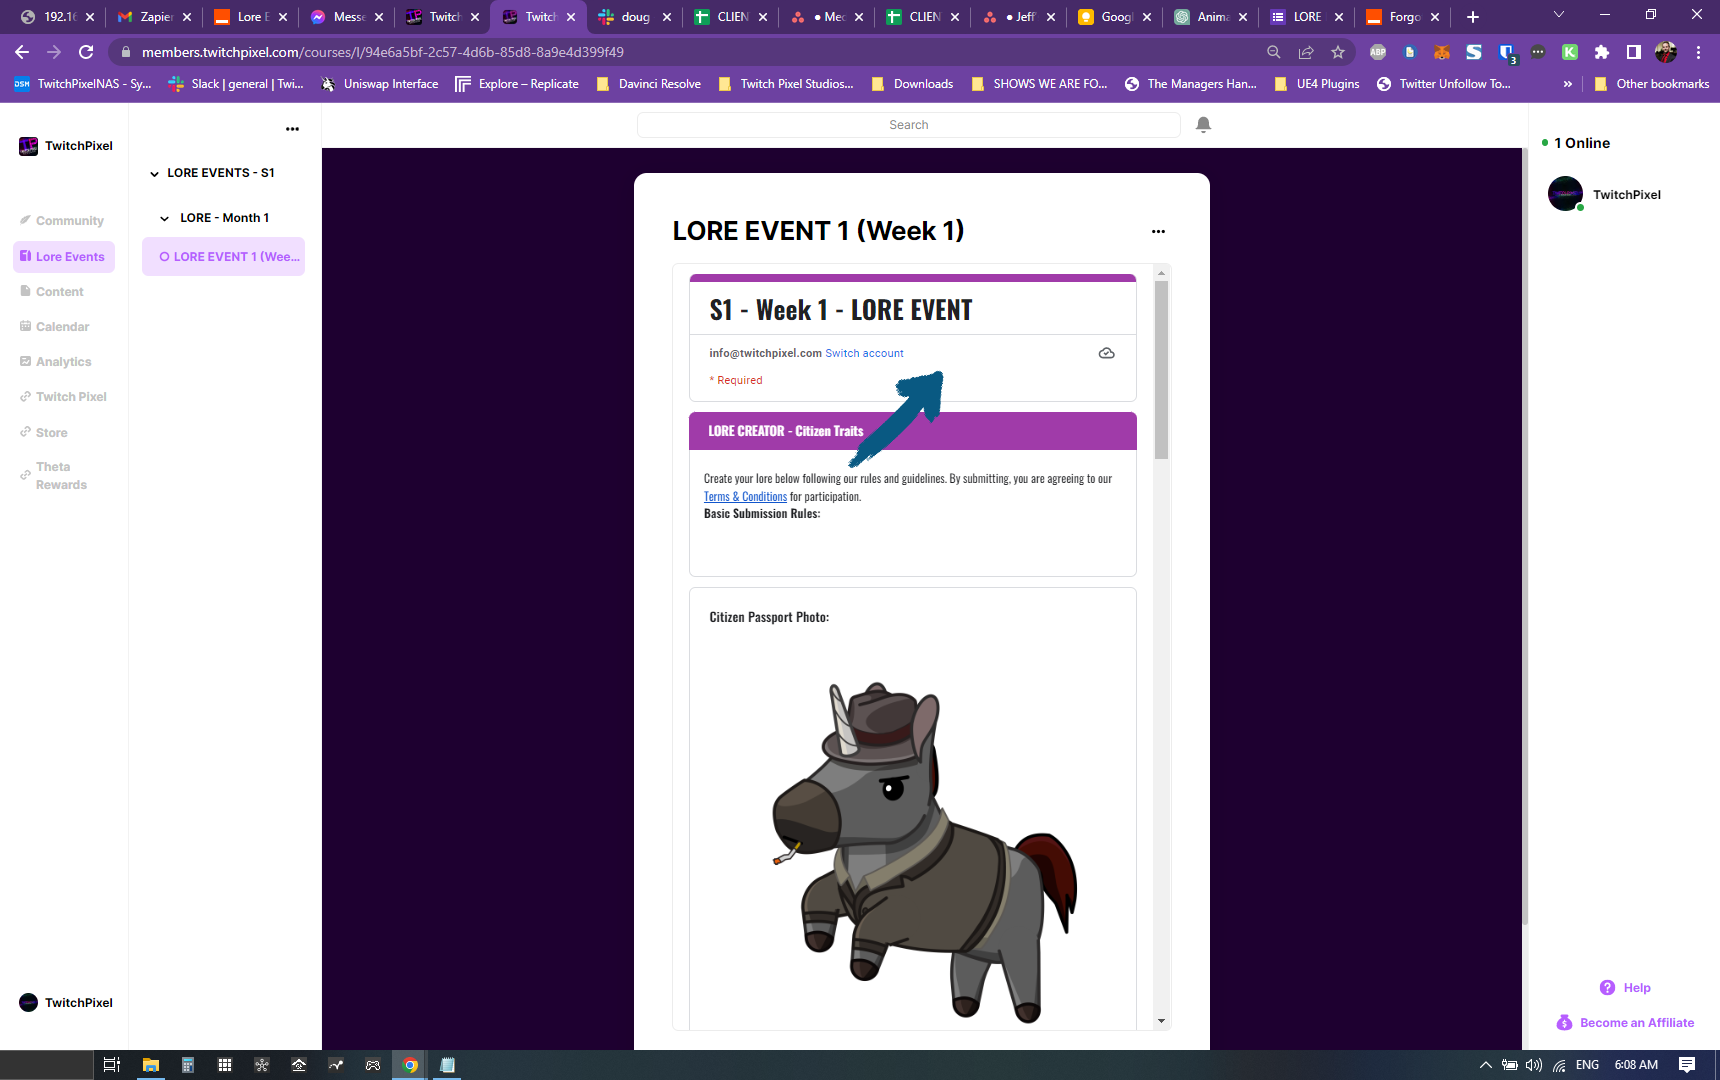 192.16
Zapier
Lore E
Messe
Twitch
Twitch
doug
CLIEN
Med
CLIEN
Jeff
Googl
Anima
LORE
Forgo
members.twitchpixel.com/courses/l/94e6a5bf-2c57-4d6b-85d8-8a9e4d399f49
ABP
3
DSM TwitchPixelNAS - Sy...
Slack | general | Twi...
Uniswap Interface
Explore – Replicate
Davinci Resolve
Twitch Pixel Studios...
Downloads
SHOWS WE ARE FO...
The Managers Han...
UE4 Plugins
Twitter Unfollow To...
»
Other bookmarks
TwitchPixel
Community
Lore Events
Content
Calendar
Analytics
Twitch Pixel
Store
Theta
Rewards
TwitchPixel
LORE EVENTS - S1
LORE - Month 1
LORE EVENT 1 (Wee...
Search
LORE EVENT 1 (Week 1)
S1 - Week 1 - LORE EVENT
info@twitchpixel.com Switch account
* Required
LORE CREATOR - Citizen Traits
Create your lore below following our rules and guidelines. By submitting, you are agreeing to our
Terms & Conditions for participation.
Basic Submission Rules:
Citizen Passport Photo:
1 Online
TwitchPixel
Help
Become an Affiliate
ENG
6:08 AM